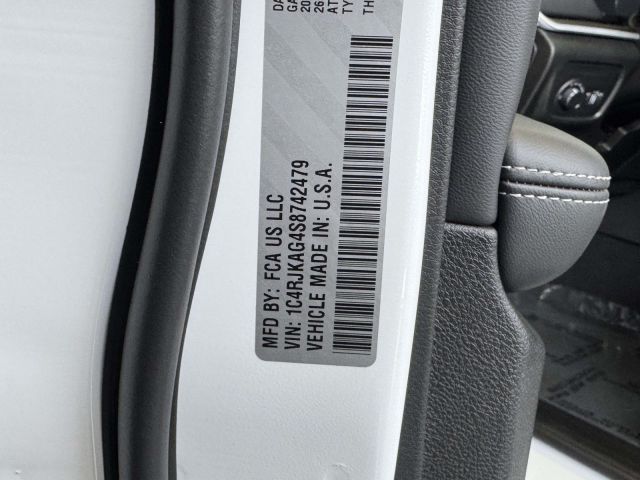 MFD BY: FCA US LLC
VIN: 1C4RJKAG4S8742479
VEHICLE MADE IN: U.S.A.